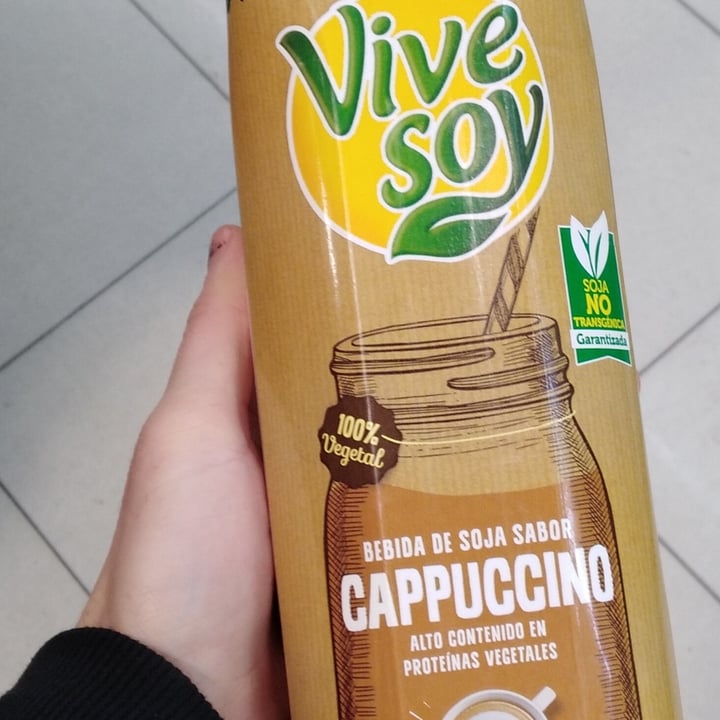 Vive
soy
SOJA
NO
TRANSGÉNICA
Garantizada
100%
Vegetal
BEBIDA DE SOJA SABOR
CAPPUCCINO
ALTO CONTENIDO EN
PROTEÍNAS VEGETALES